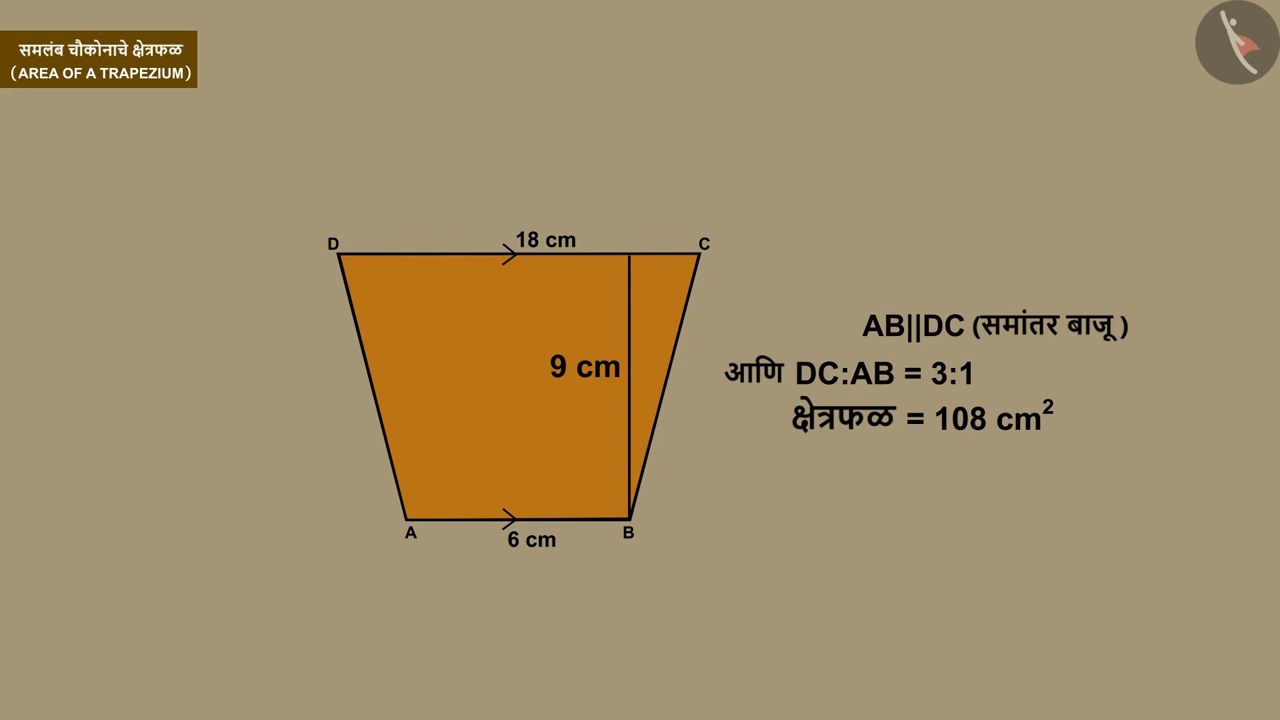 समलंब चौकोनाचे क्षेत्रफळ
(AREA OF A TRAPEZIUM)
D
18 cm
C
9 cm
A
B
6 cm
AB||DC (समांतर बाजू )
आणि DC:AB = 3:1
क्षेत्रफळ = 108 cm²